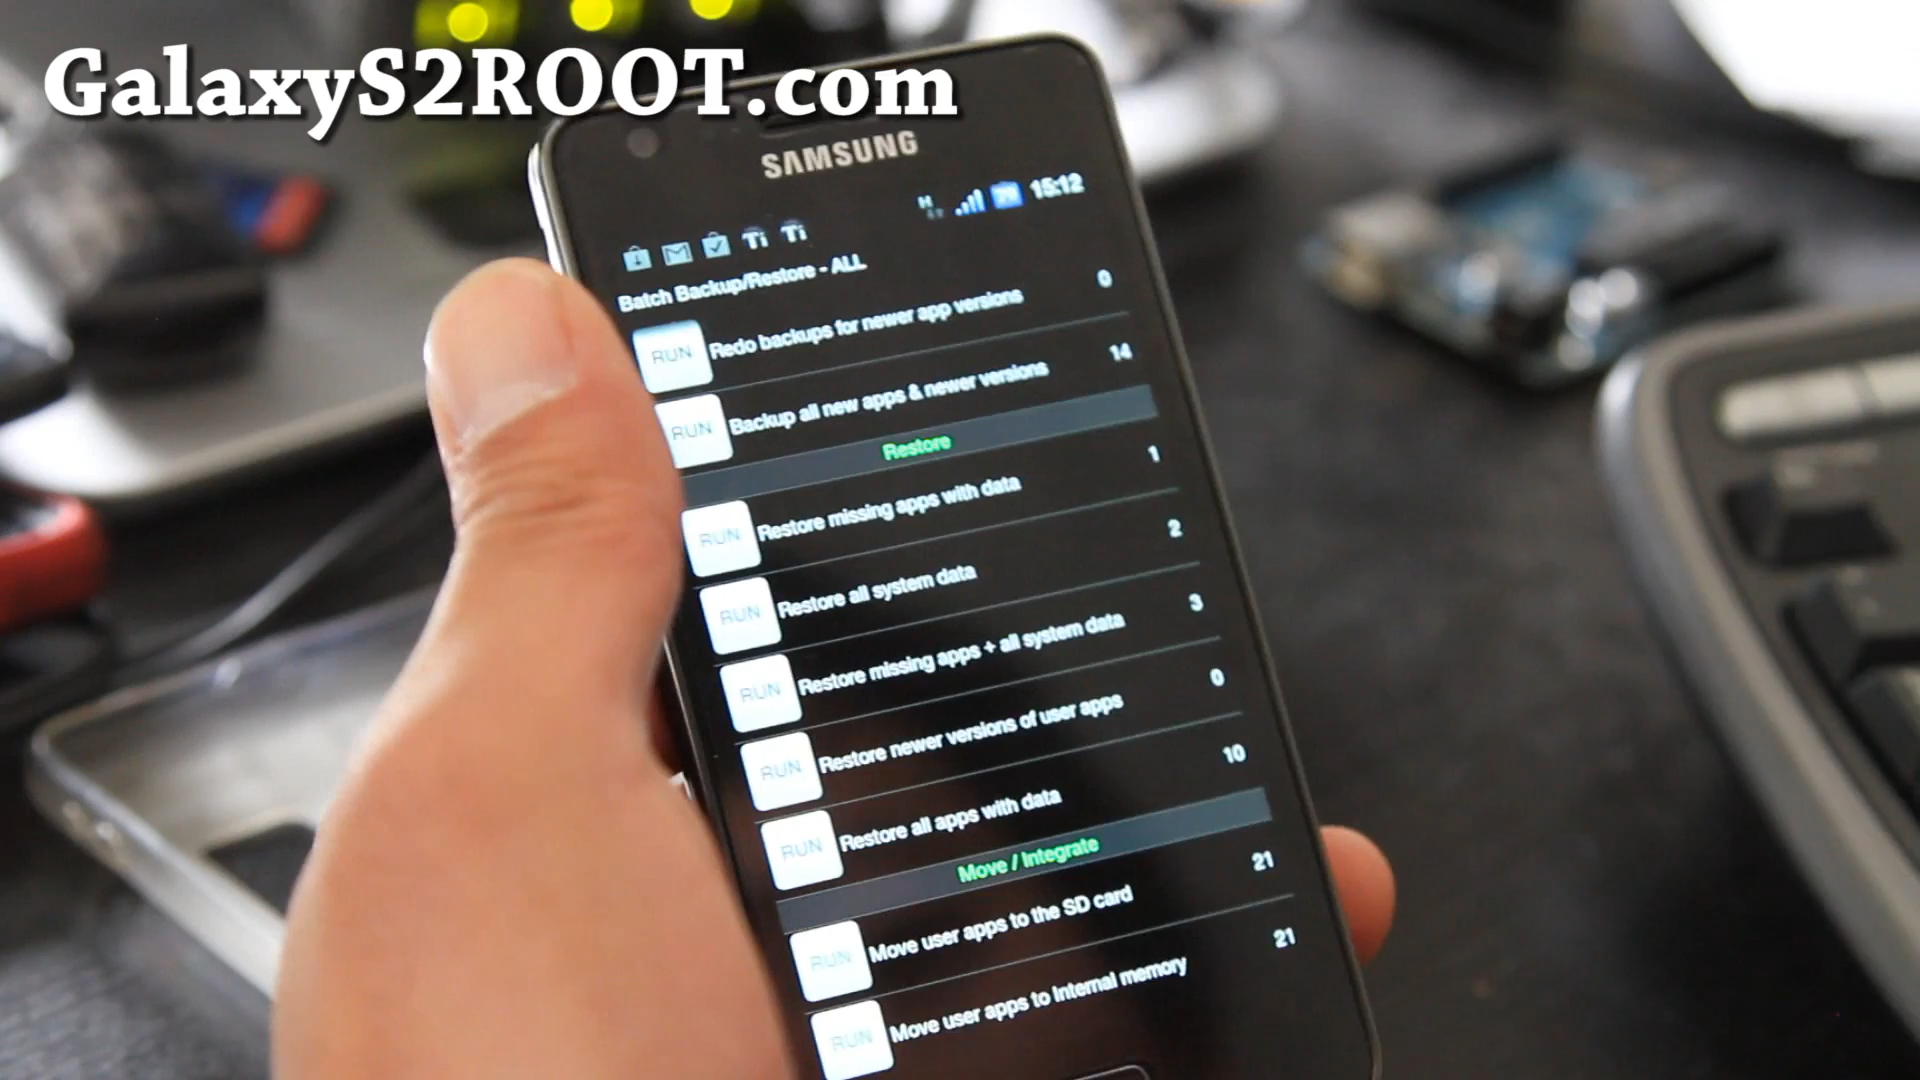 GalaxyS2ROOT.com
SAMSUNG
H 15:12
Ti Ti
Batch Backup/Restore - ALL
RUN Redo backups for newer app versions 0
RUN Backup all new apps & newer versions 14
Restore
RUN Restore missing apps with data 1
RUN Restore all system data 2
RUN Restore missing apps + all system data 3
RUN Restore newer versions of user apps 0
RUN Restore all apps with data 10
Move / Integrate
RUN Move user apps to the SD card 21
RUN Move user apps to Internal memory 21